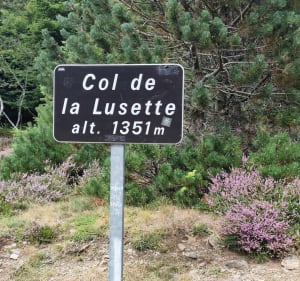 Col de
la Lusette
alt. 1351m